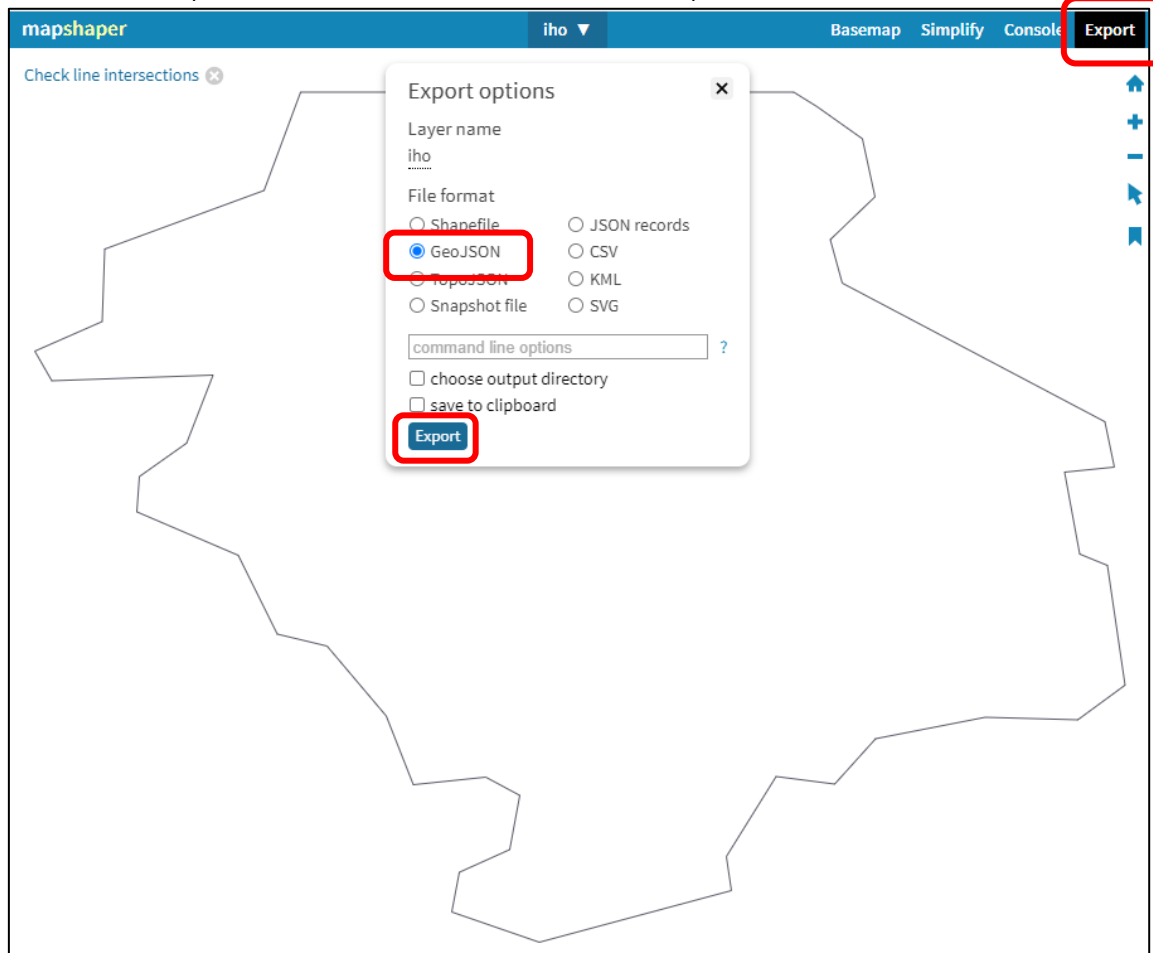 mapshaper iho ▼ Basemap Simplify Console Export
Check line intersections
Export options
Layer name
iho
File format
Shapefile JSON records
GeoJSON CSV
TopoJSON KML
Snapshot file SVG
command line options ?
choose output directory
save to clipboard
Export